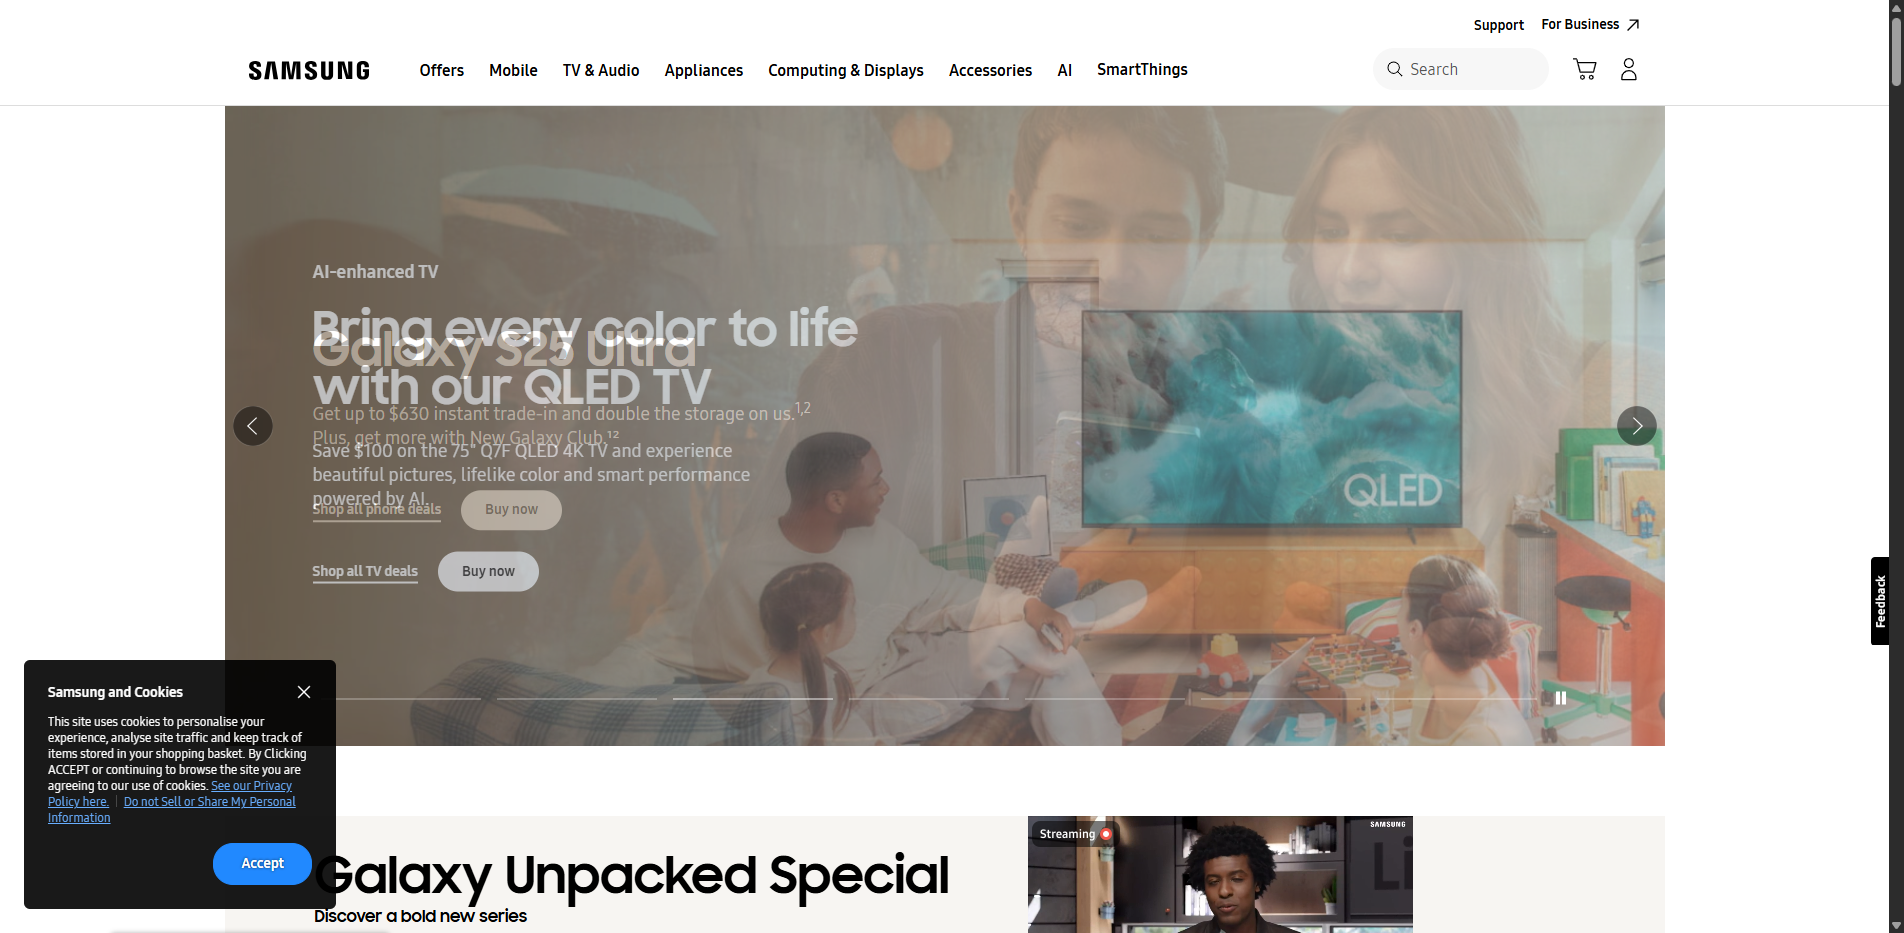 Support For Business
SAMSUNG Offers Mobile TV & Audio Appliances Computing & Displays Accessories AI SmartThings Search
AI-enhanced TV
Bring every color to life
Galaxy S25 Ultra
with our QLED TV
Get up to $630 instant trade-in and double the storage on us.1,2
Plus, get more with New Galaxy Club.12
Save $100 on the 75" Q7F QLED 4K TV and experience
beautiful pictures, lifelike color and smart performance
powered by AI.
Shop all phone deals Buy now
Shop all TV deals Buy now
QLED
Feedback
Samsung and Cookies
This site uses cookies to personalise your
experience, analyse site traffic and keep track of
items stored in your shopping basket. By Clicking
ACCEPT or continuing to browse the site you are
agreeing to our use of cookies. See our Privacy
Policy here. | Do not Sell or Share My Personal
Information
Accept
Galaxy Unpacked Special
Discover a bold new series
Streaming
SAMSUNG
Li